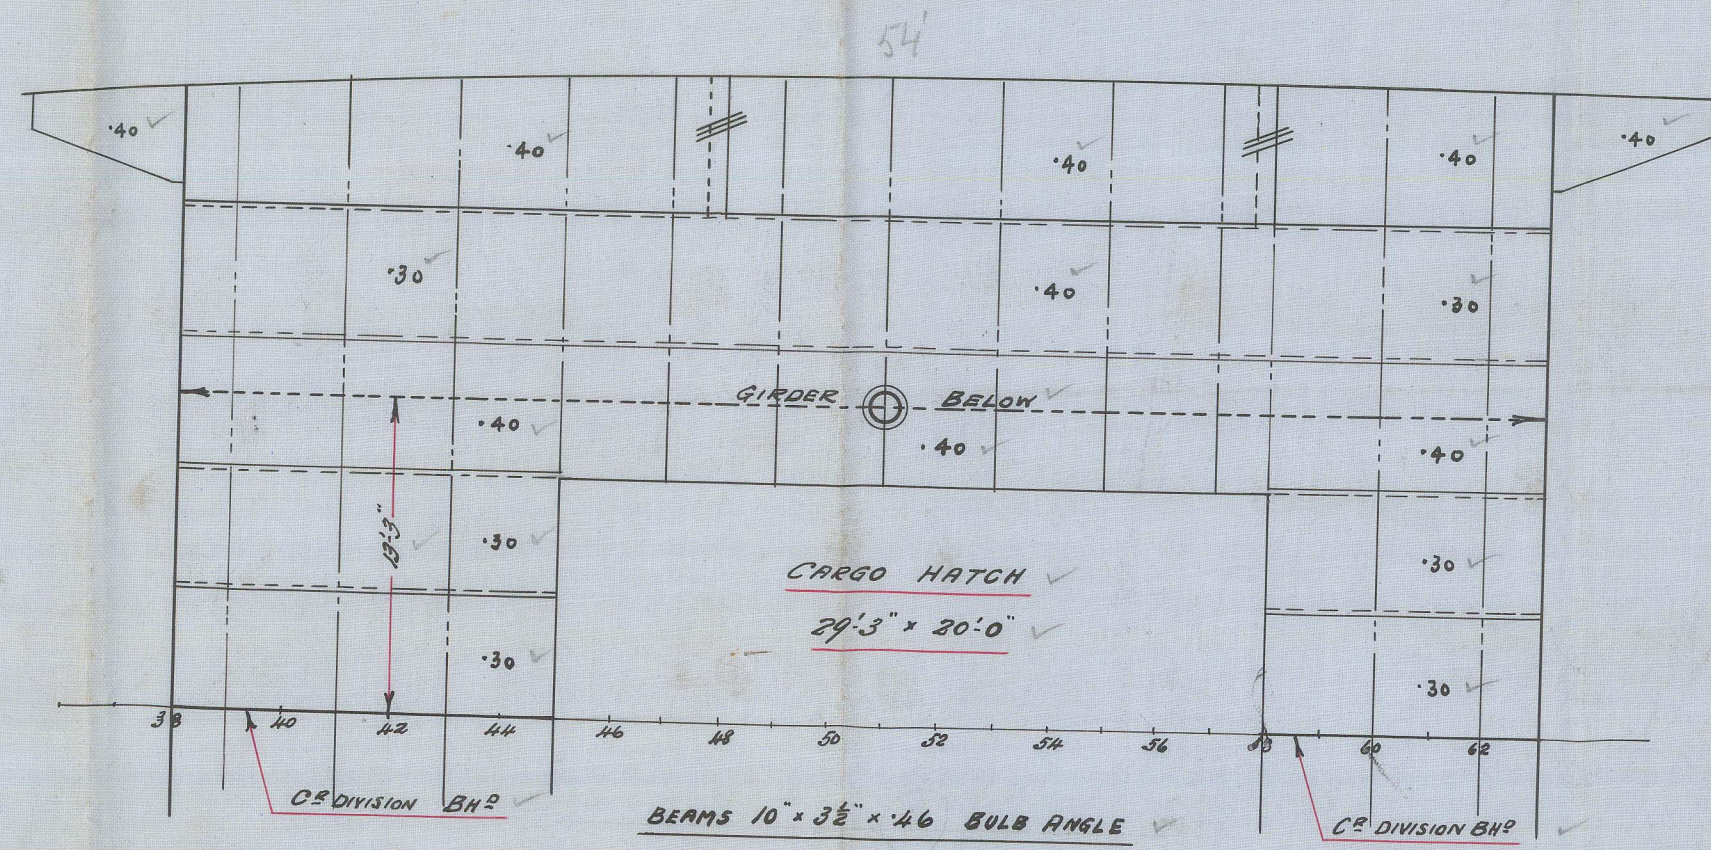 54'
·40 ·40 ·40 ·40 ·40
·30 ·40 ·30
GIRDER BELOW
·40 ·40 ·40
13'-3"
·30 ·30
CARGO HATCH
29'-3" × 20'-0"
·30 ·30
38 40 42 44 46 48 50 52 54 56 58 60 62
CR DIVISION BHD
BEAMS 10" × 3½" × ·46 BULB ANGLE
CR DIVISION BHD